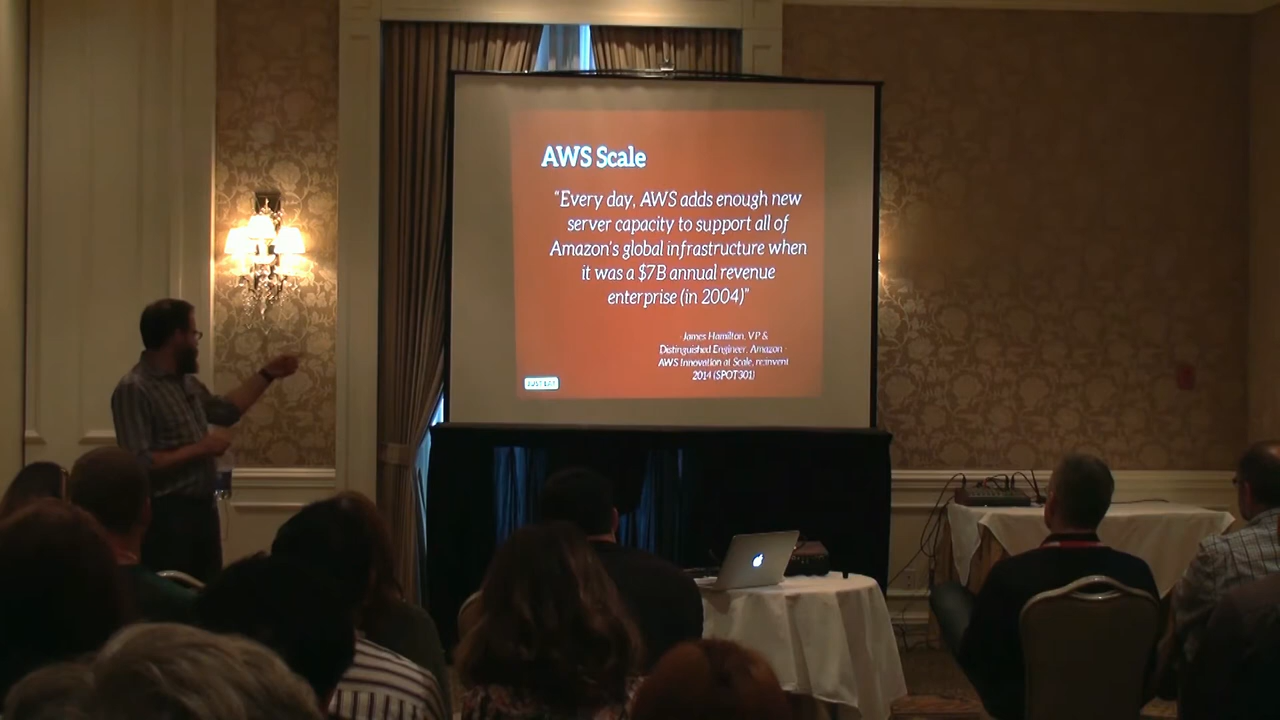 AWS Scale
“Every day, AWS adds enough new
server capacity to support all of
Amazon's global infrastructure when
it was a $7B annual revenue
enterprise (in 2004)”
James Hamilton, VP &
Distinguished Engineer, Amazon -
AWS Innovation at Scale, re:invent
2014 (SPOT301)